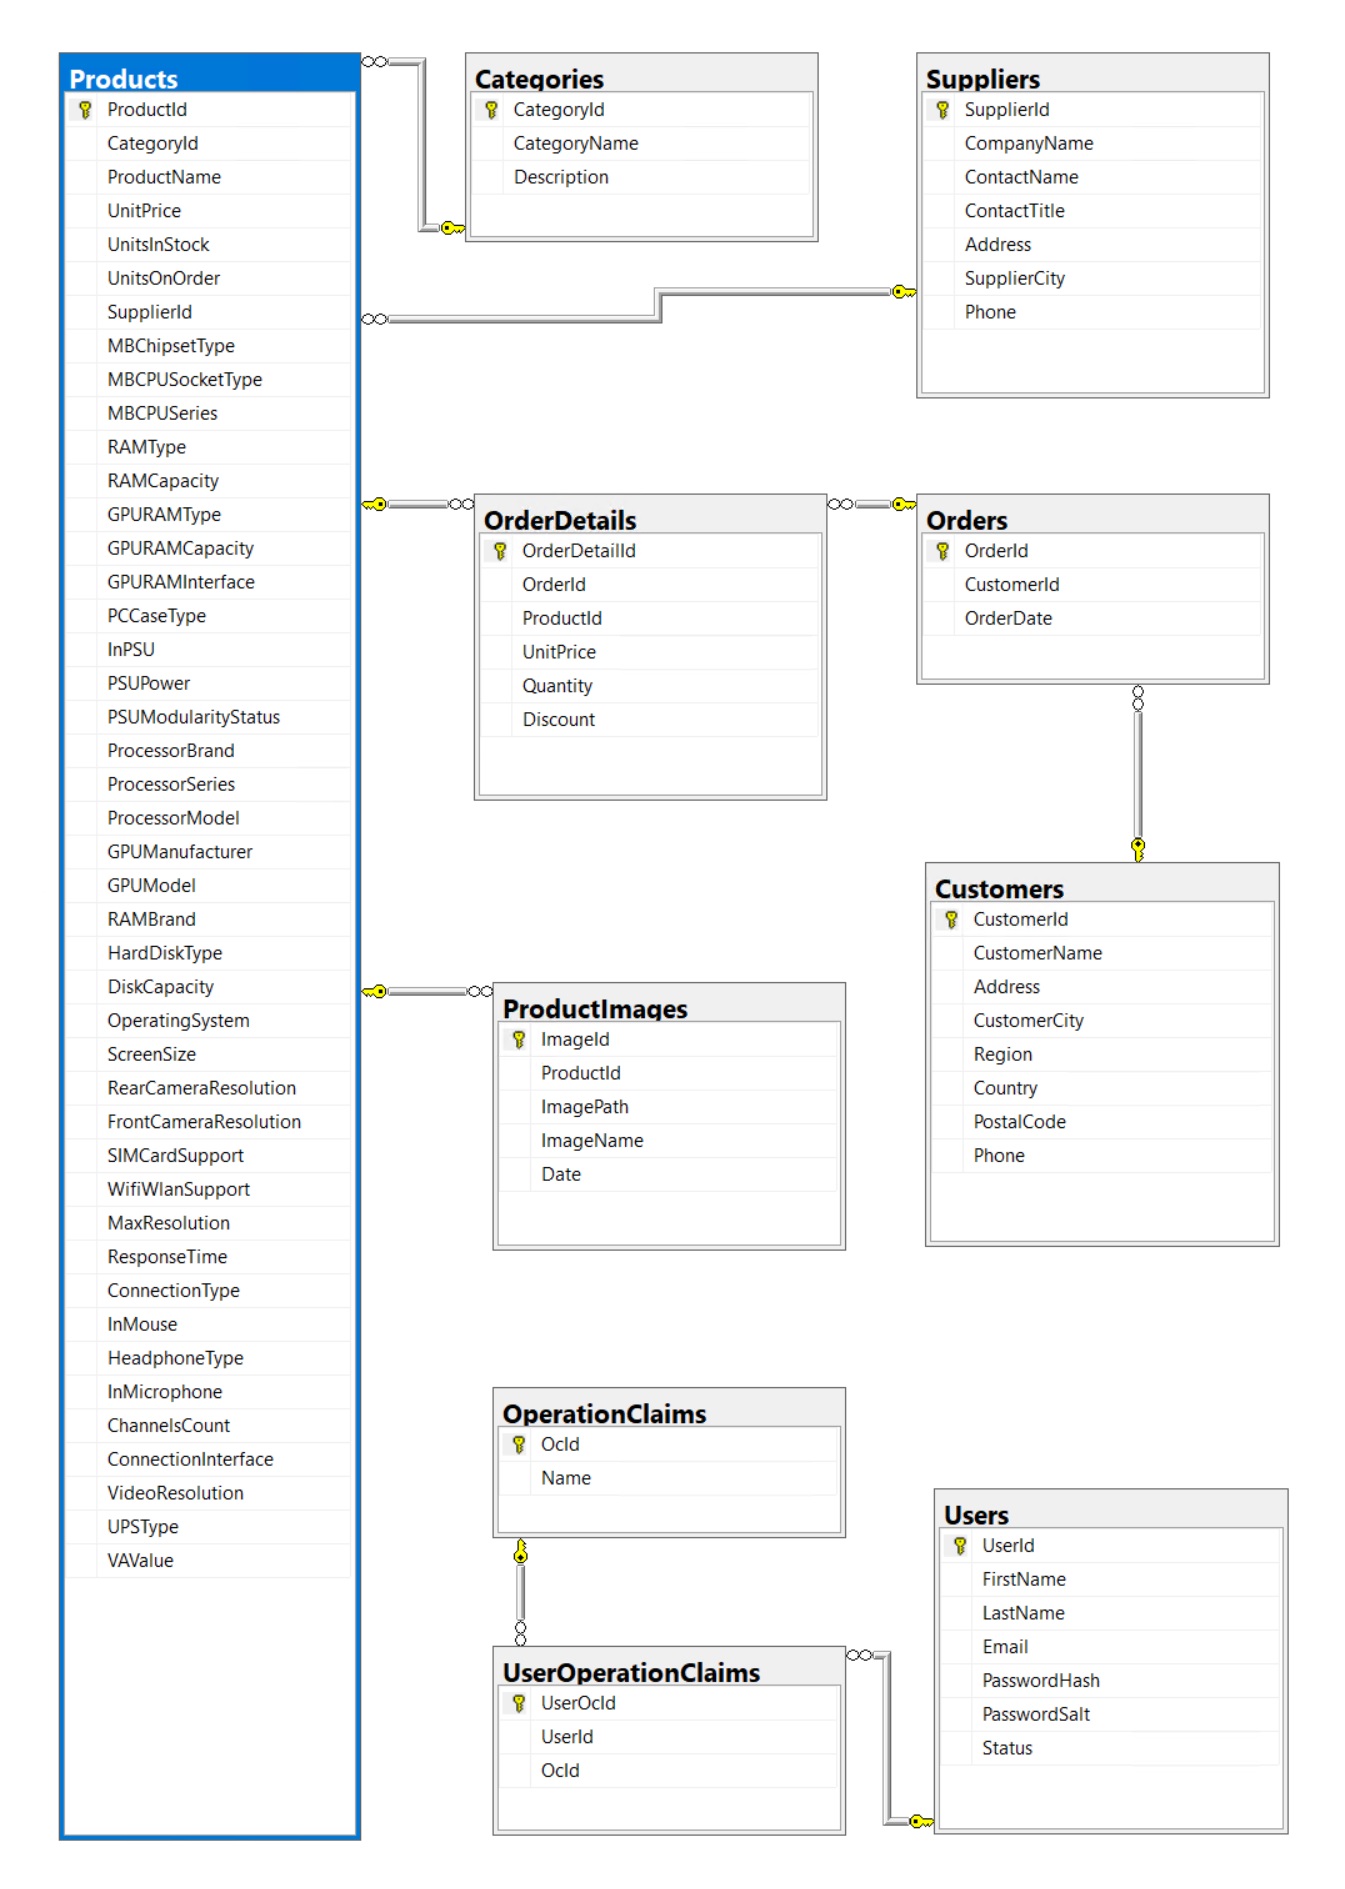 Products
ProductId
CategoryId
ProductName
UnitPrice
UnitsInStock
UnitsOnOrder
SupplierId
MBChipsetType
MBCPUSocketType
MBCPUSeries
RAMType
RAMCapacity
GPURAMType
GPURAMCapacity
GPURAMInterface
PCCaseType
InPSU
PSUPower
PSUModularityStatus
ProcessorBrand
ProcessorSeries
ProcessorModel
GPUManufacturer
GPUModel
RAMBrand
HardDiskType
DiskCapacity
OperatingSystem
ScreenSize
RearCameraResolution
FrontCameraResolution
SIMCardSupport
WifiWlanSupport
MaxResolution
ResponseTime
ConnectionType
InMouse
HeadphoneType
InMicrophone
ChannelsCount
ConnectionInterface
VideoResolution
UPSType
VAValue
Categories
CategoryId
CategoryName
Description
Suppliers
SupplierId
CompanyName
ContactName
ContactTitle
Address
SupplierCity
Phone
OrderDetails
OrderDetailId
OrderId
ProductId
UnitPrice
Quantity
Discount
Orders
OrderId
CustomerId
OrderDate
Customers
CustomerId
CustomerName
Address
CustomerCity
Region
Country
PostalCode
Phone
ProductImages
ImageId
ProductId
ImagePath
ImageName
Date
OperationClaims
OcId
Name
UserOperationClaims
UserOcId
UserId
OcId
Users
UserId
FirstName
LastName
Email
PasswordHash
PasswordSalt
Status